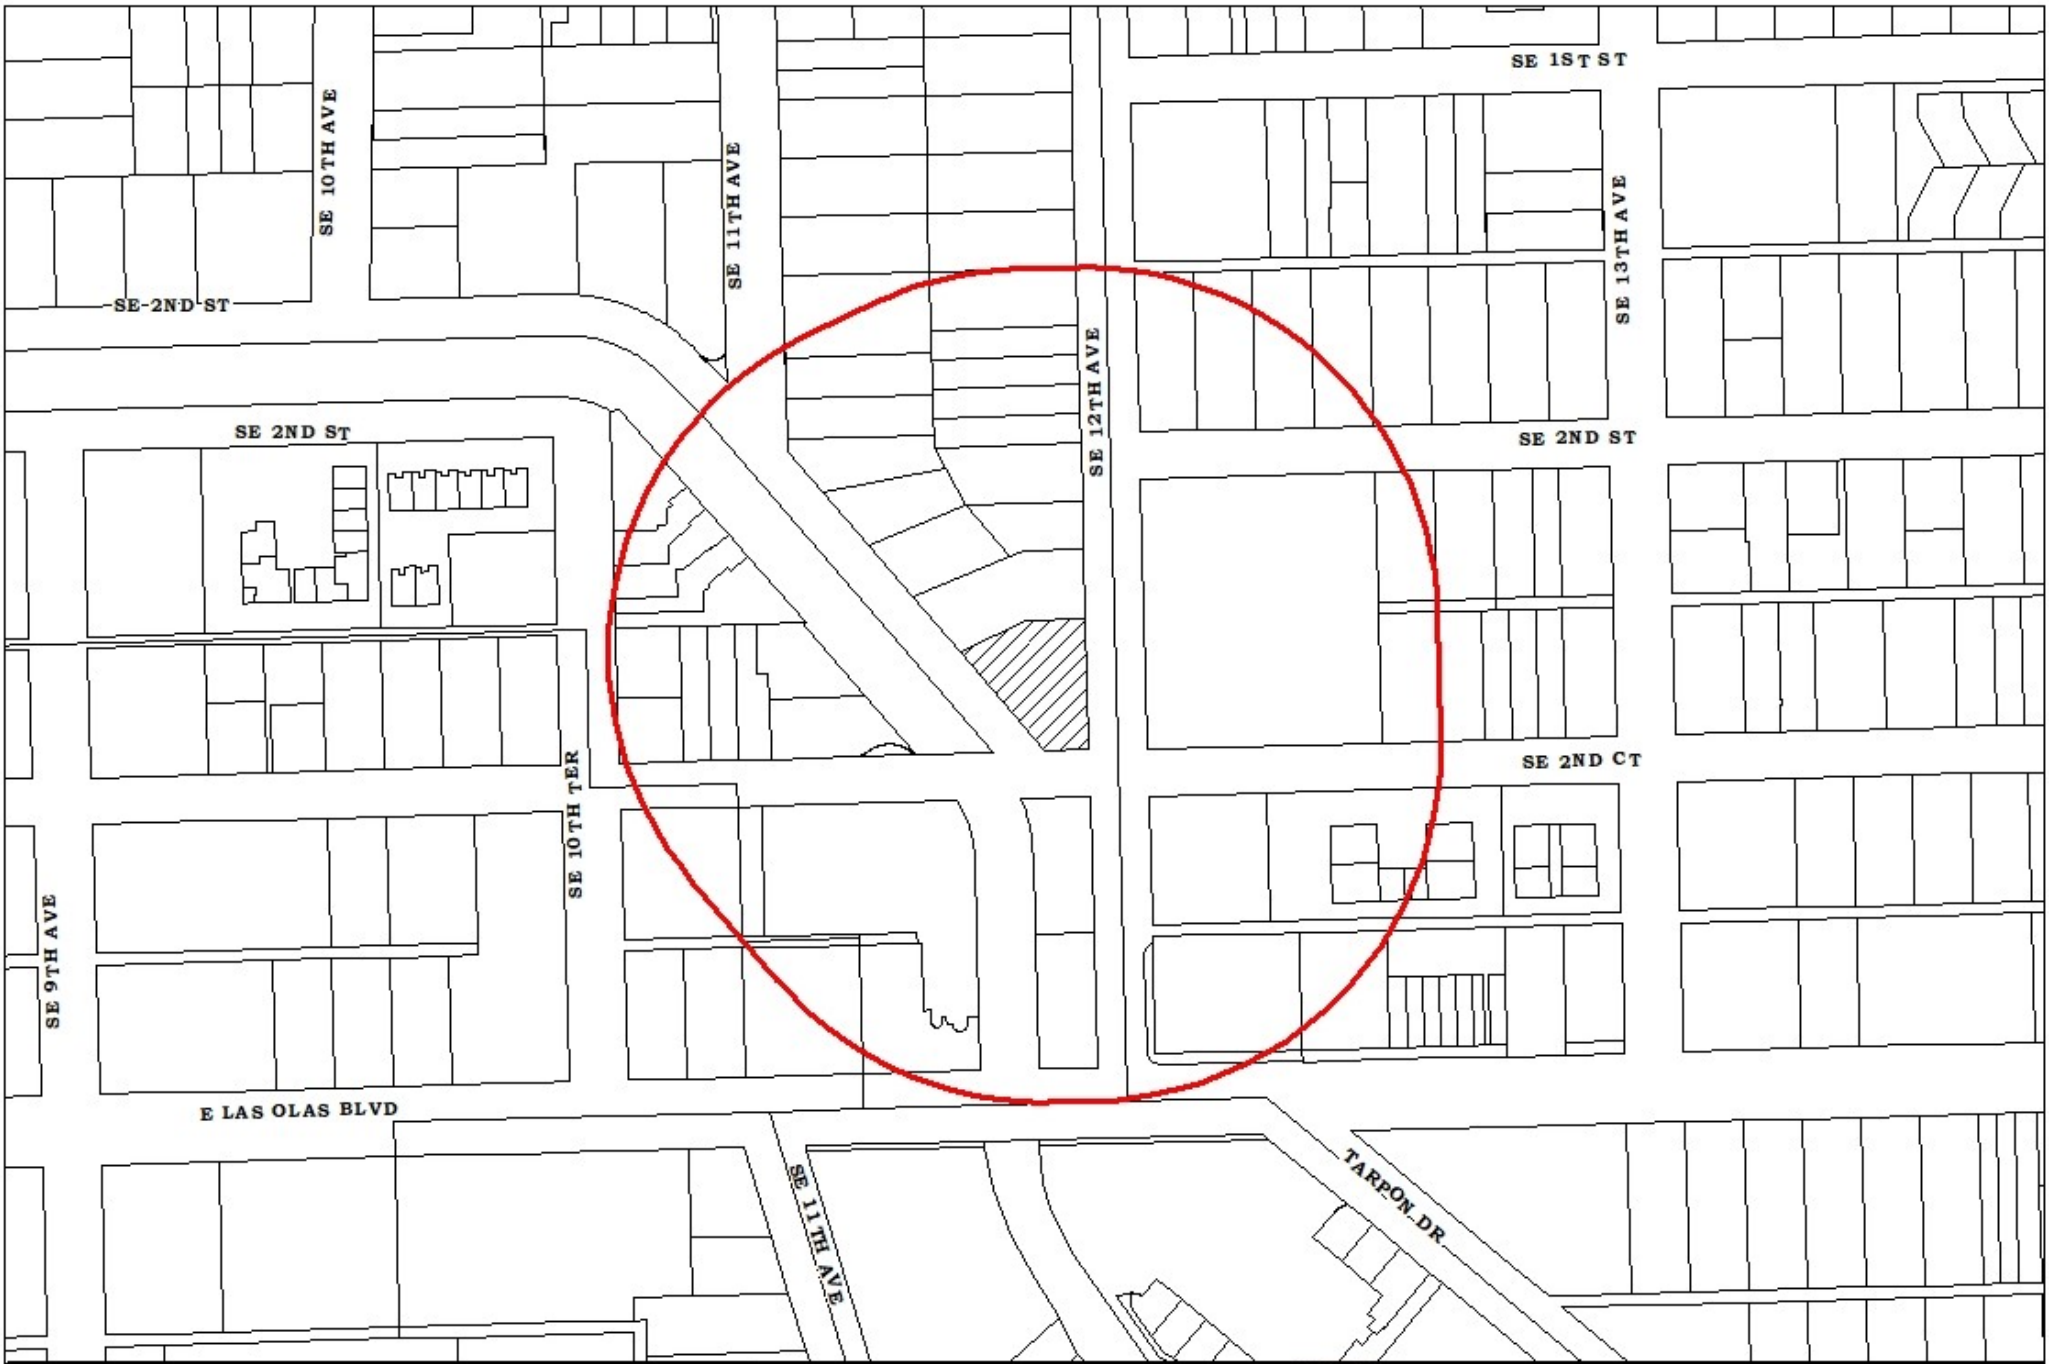 SE 1ST ST
SE 10TH AVE
SE 11TH AVE
SE 13TH AVE
SE 2ND ST
SE 12TH AVE
SE 2ND ST
SE 2ND ST
SE 2ND CT
SE 10TH TER
SE 9TH AVE
E LAS OLAS BLVD
SE 11TH AVE
TARPON DR